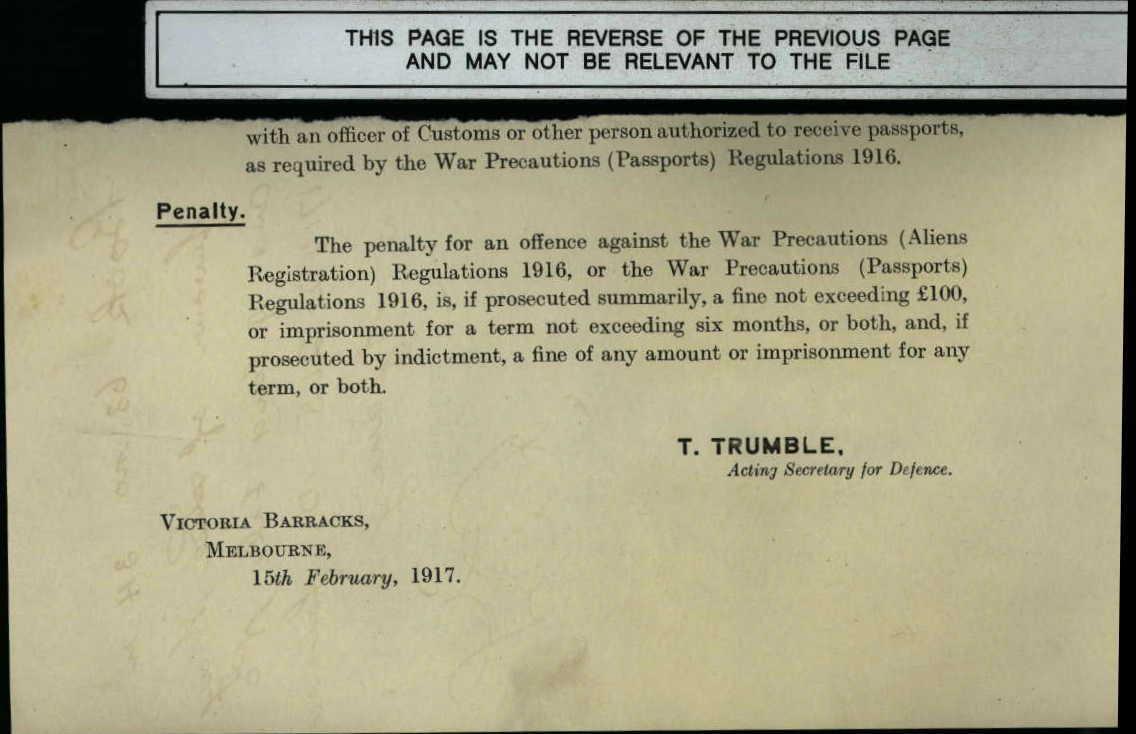 THIS PAGE IS THE REVERSE OF THE PREVIOUS PAGE
AND MAY NOT BE RELEVANT TO THE FILE
with an officer of Customs or other person authorized to receive passports,
as required by the War Precautions (Passports) Regulations 1916.
Penalty.
The penalty for an offence against the War Precautions (Aliens
Registration) Regulations 1916, or the War Precautions (Passports)
Regulations 1916, is, if prosecuted summarily, a fine not exceeding £100,
or imprisonment for a term not exceeding six months, or both, and, if
prosecuted by indictment, a fine of any amount or imprisonment for any
term, or both.
T. TRUMBLE,
Acting Secretary for Defence.
VICTORIA BARRACKS,
MELBOURNE,
15th February, 1917.